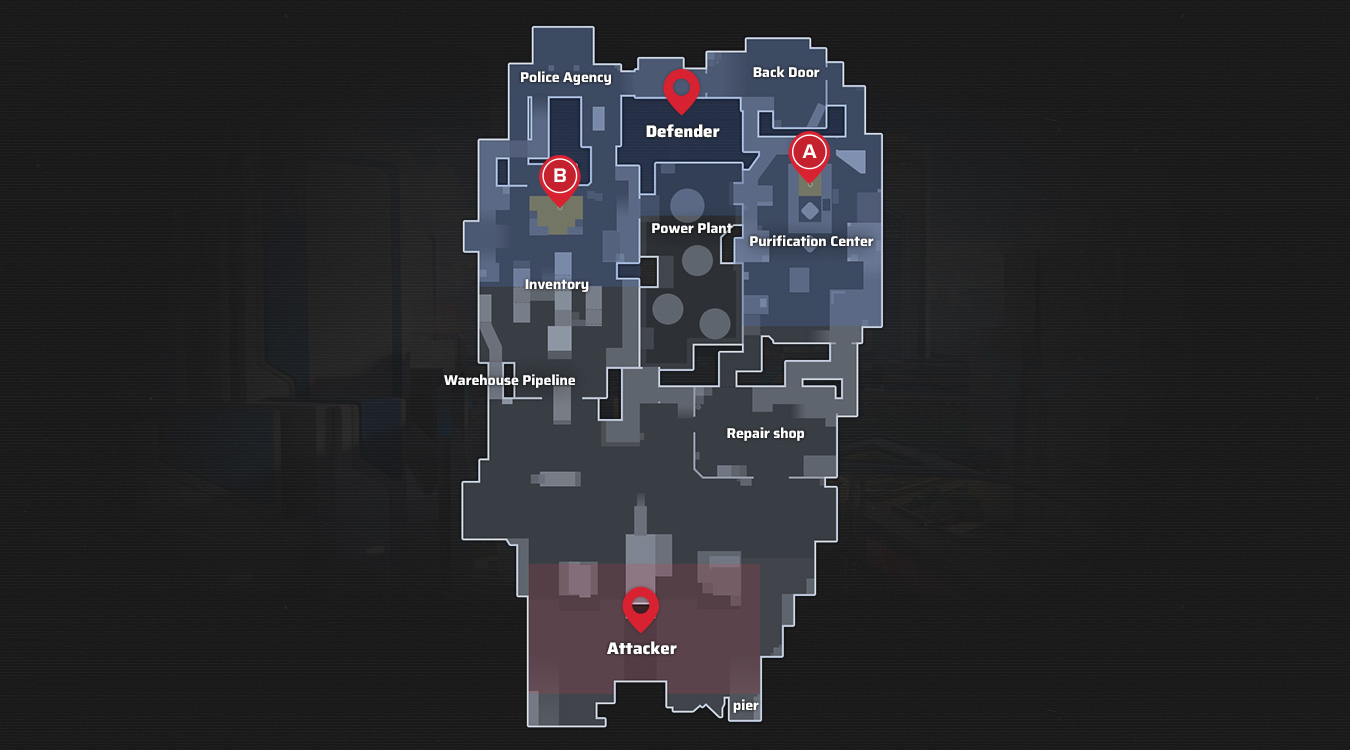 Police Agency
Back Door
Defender
A
B
Power Plant
Purification Center
Inventory
Warehouse Pipeline
Repair shop
Attacker
pier